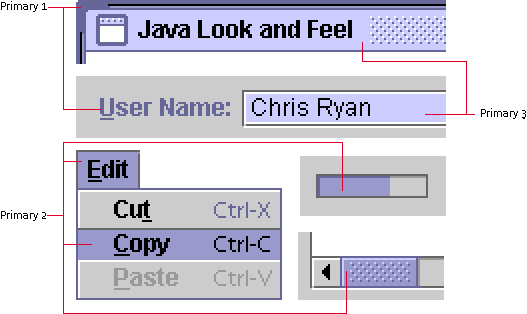 Primary 1
Java Look and Feel
User Name: Chris Ryan
Primary 3
Edit
Cut Ctrl-X
Primary 2
Copy Ctrl-C
Paste Ctrl-V